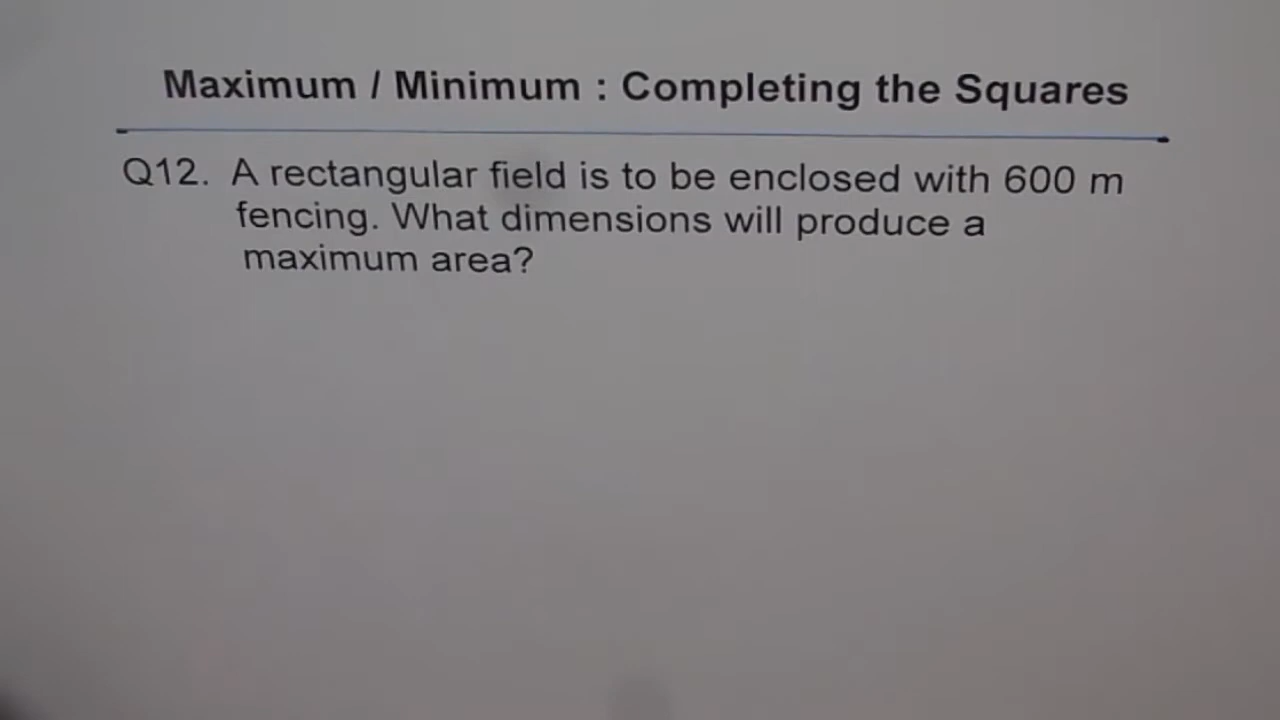 Maximum / Minimum : Completing the Squares
Q12. A rectangular field is to be enclosed with 600 m
fencing. What dimensions will produce a
maximum area?